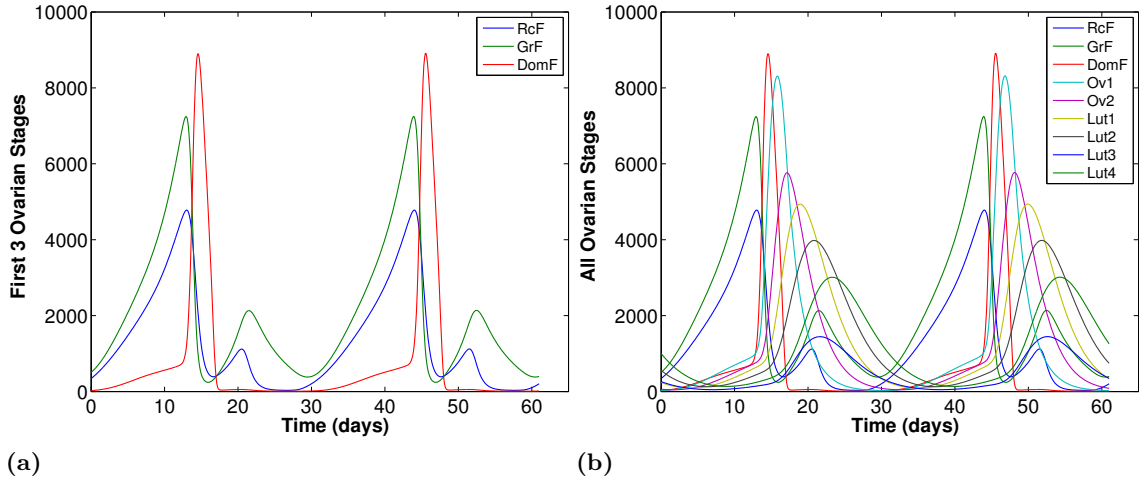 First 3 Ovarian Stages
10000
8000
6000
4000
2000
0
0 10 20 30 40 50 60
Time (days)
RcF
GrF
DomF
(a)
All Ovarian Stages
10000
8000
6000
4000
2000
0
0 10 20 30 40 50 60
Time (days)
RcF
GrF
DomF
Ov1
Ov2
Lut1
Lut2
Lut3
Lut4
(b)